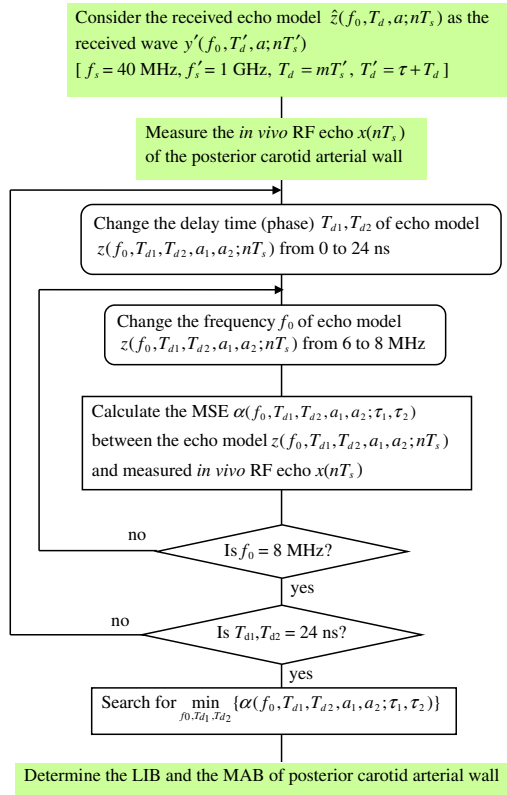 Consider the received echo model ẑ(f₀,T_d,a;nT_s) as the
received wave y′(f₀,T′_d,a;nT′_s)
[ f_s = 40 MHz, f′_s = 1 GHz, T_d = mT′_s, T′_d = τ + T_d ]
Measure the in vivo RF echo x(nT_s)
of the posterior carotid arterial wall
Change the delay time (phase) T_d1,T_d2 of echo model
z(f₀,T_d1,T_d2,a₁,a₂;nT_s) from 0 to 24 ns
Change the frequency f₀ of echo model
z(f₀,T_d1,T_d2,a₁,a₂;nT_s) from 6 to 8 MHz
Calculate the MSE α(f₀,T_d1,T_d2,a₁,a₂;τ₁,τ₂)
between the echo model z(f₀,T_d1,T_d2,a₁,a₂;nT_s)
and measured in vivo RF echo x(nT_s)
no
Is f₀ = 8 MHz?
yes
no
Is T_d1,T_d2 = 24 ns?
yes
Search for min {α(f₀,T_d1,T_d2,a₁,a₂;τ₁,τ₂)}
f0,Td1,Td2
Determine the LIB and the MAB of posterior carotid arterial wall